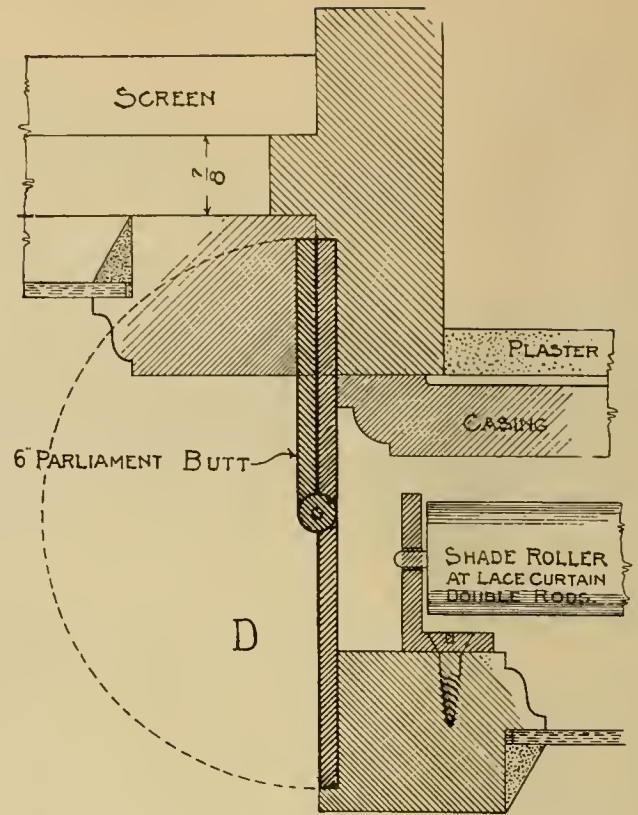 SCREEN
7/8
PLASTER
CASING
6" PARLIAMENT BUTT
SHADE ROLLER
AT LACE CURTAIN
DOUBLE RODS.
D